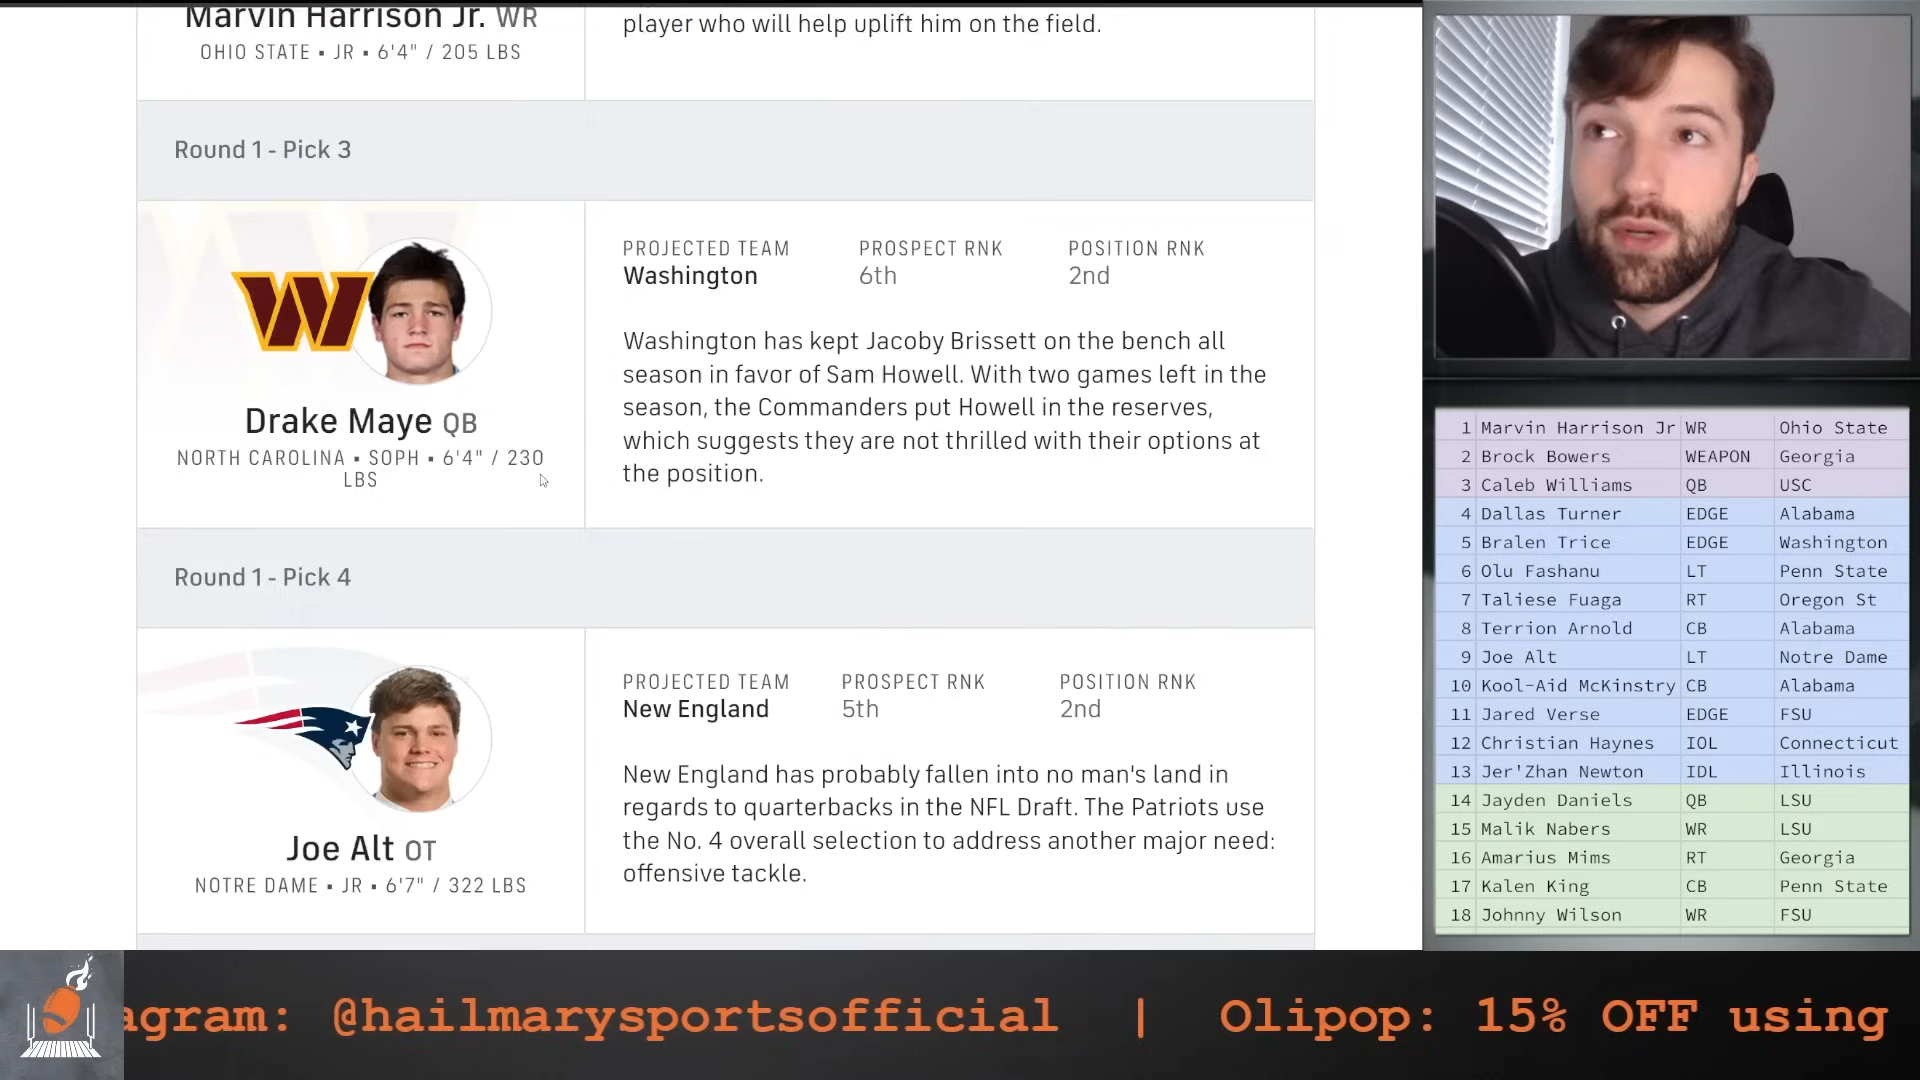 Marvin Harrison Jr. WR
OHIO STATE • JR • 6'4" / 205 LBS
player who will help uplift him on the field.
Round 1 - Pick 3
W
Drake Maye QB
NORTH CAROLINA • SOPH • 6'4" / 230
LBS
PROJECTED TEAM PROSPECT RNK POSITION RNK
Washington 6th 2nd
Washington has kept Jacoby Brissett on the bench all
season in favor of Sam Howell. With two games left in the
season, the Commanders put Howell in the reserves,
which suggests they are not thrilled with their options at
the position.
Round 1 - Pick 4
Joe Alt OT
NOTRE DAME • JR • 6'7" / 322 LBS
PROJECTED TEAM PROSPECT RNK POSITION RNK
New England 5th 2nd
New England has probably fallen into no man's land in
regards to quarterbacks in the NFL Draft. The Patriots use
the No. 4 overall selection to address another major need:
offensive tackle.
1 Marvin Harrison Jr WR Ohio State
2 Brock Bowers WEAPON Georgia
3 Caleb Williams QB USC
4 Dallas Turner EDGE Alabama
5 Bralen Trice EDGE Washington
6 Olu Fashanu LT Penn State
7 Taliese Fuaga RT Oregon St
8 Terrion Arnold CB Alabama
9 Joe Alt LT Notre Dame
10 Kool-Aid McKinstry CB Alabama
11 Jared Verse EDGE FSU
12 Christian Haynes IOL Connecticut
13 Jer'Zhan Newton IDL Illinois
14 Jayden Daniels QB LSU
15 Malik Nabers WR LSU
16 Amarius Mims RT Georgia
17 Kalen King CB Penn State
18 Johnny Wilson WR FSU
agram: @hailmarysportsofficial | Olipop: 15% OFF using